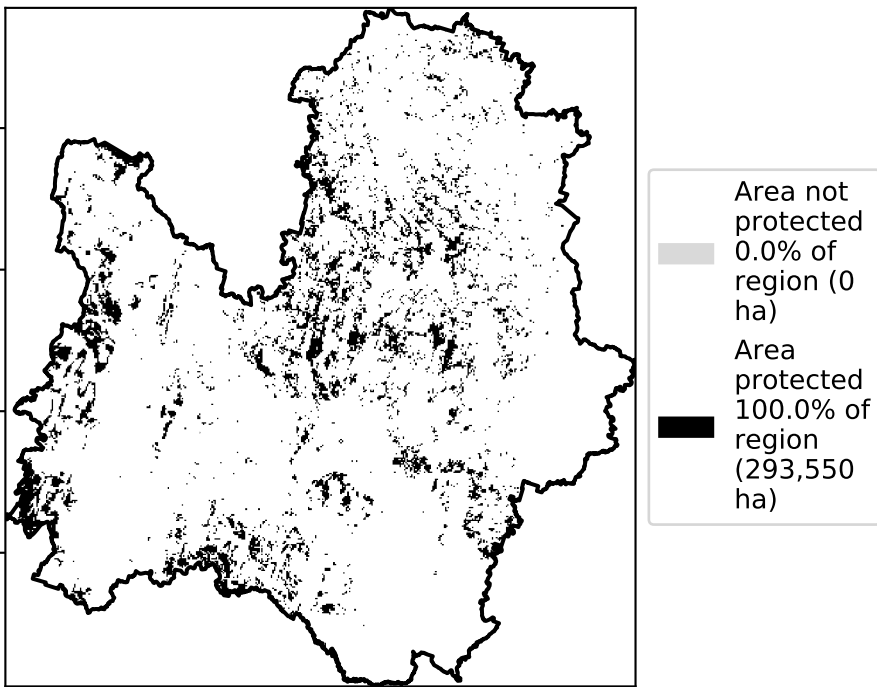 Area not
protected
0.0% of
region (0
ha)
Area
protected
100.0% of
region
(293,550
ha)